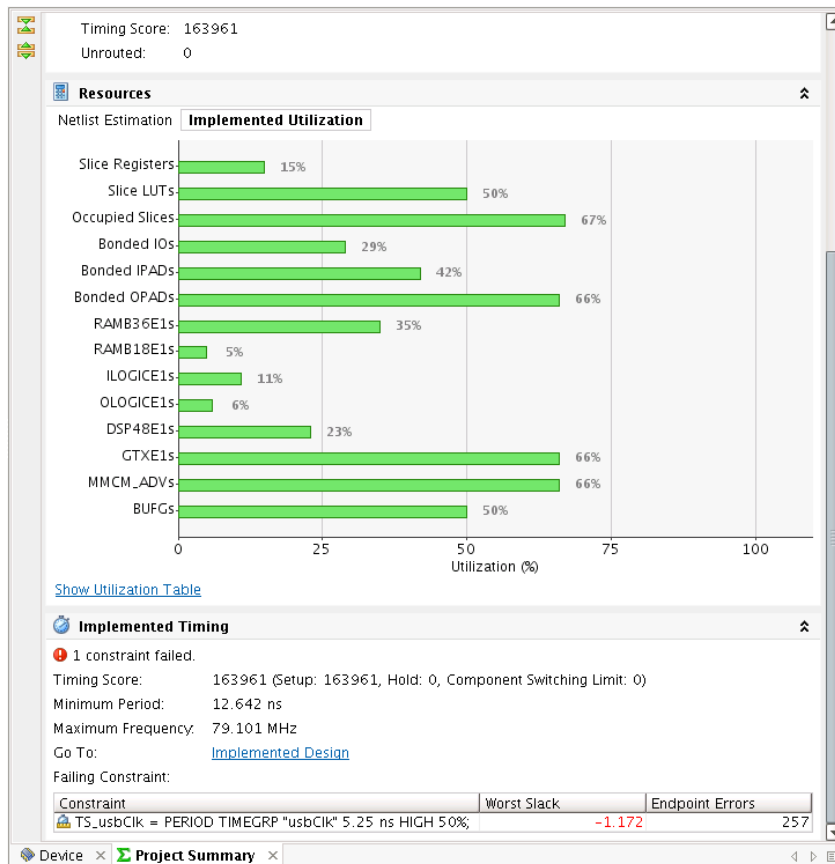 Timing Score: 163961
Unrouted: 0
Resources
Netlist Estimation Implemented Utilization
Slice Registers 15%
Slice LUTs 50%
Occupied Slices 67%
Bonded IOs 29%
Bonded IPADs 42%
Bonded OPADs 66%
RAMB36E1s 35%
RAMB18E1s 5%
ILOGICE1s 11%
OLOGICE1s 6%
DSP48E1s 23%
GTXE1s 66%
MMCM_ADVs 66%
BUFGs 50%
0 25 50 75 100
Utilization (%)
Show Utilization Table
Implemented Timing
1 constraint failed.
Timing Score: 163961 (Setup: 163961, Hold: 0, Component Switching Limit: 0)
Minimum Period: 12.642 ns
Maximum Frequency: 79.101 MHz
Go To: Implemented Design
Failing Constraint:
Constraint Worst Slack Endpoint Errors
TS_usbClk = PERIOD TIMEGRP "usbClk" 5.25 ns HIGH 50%; -1.172 257
Device × Σ Project Summary ×